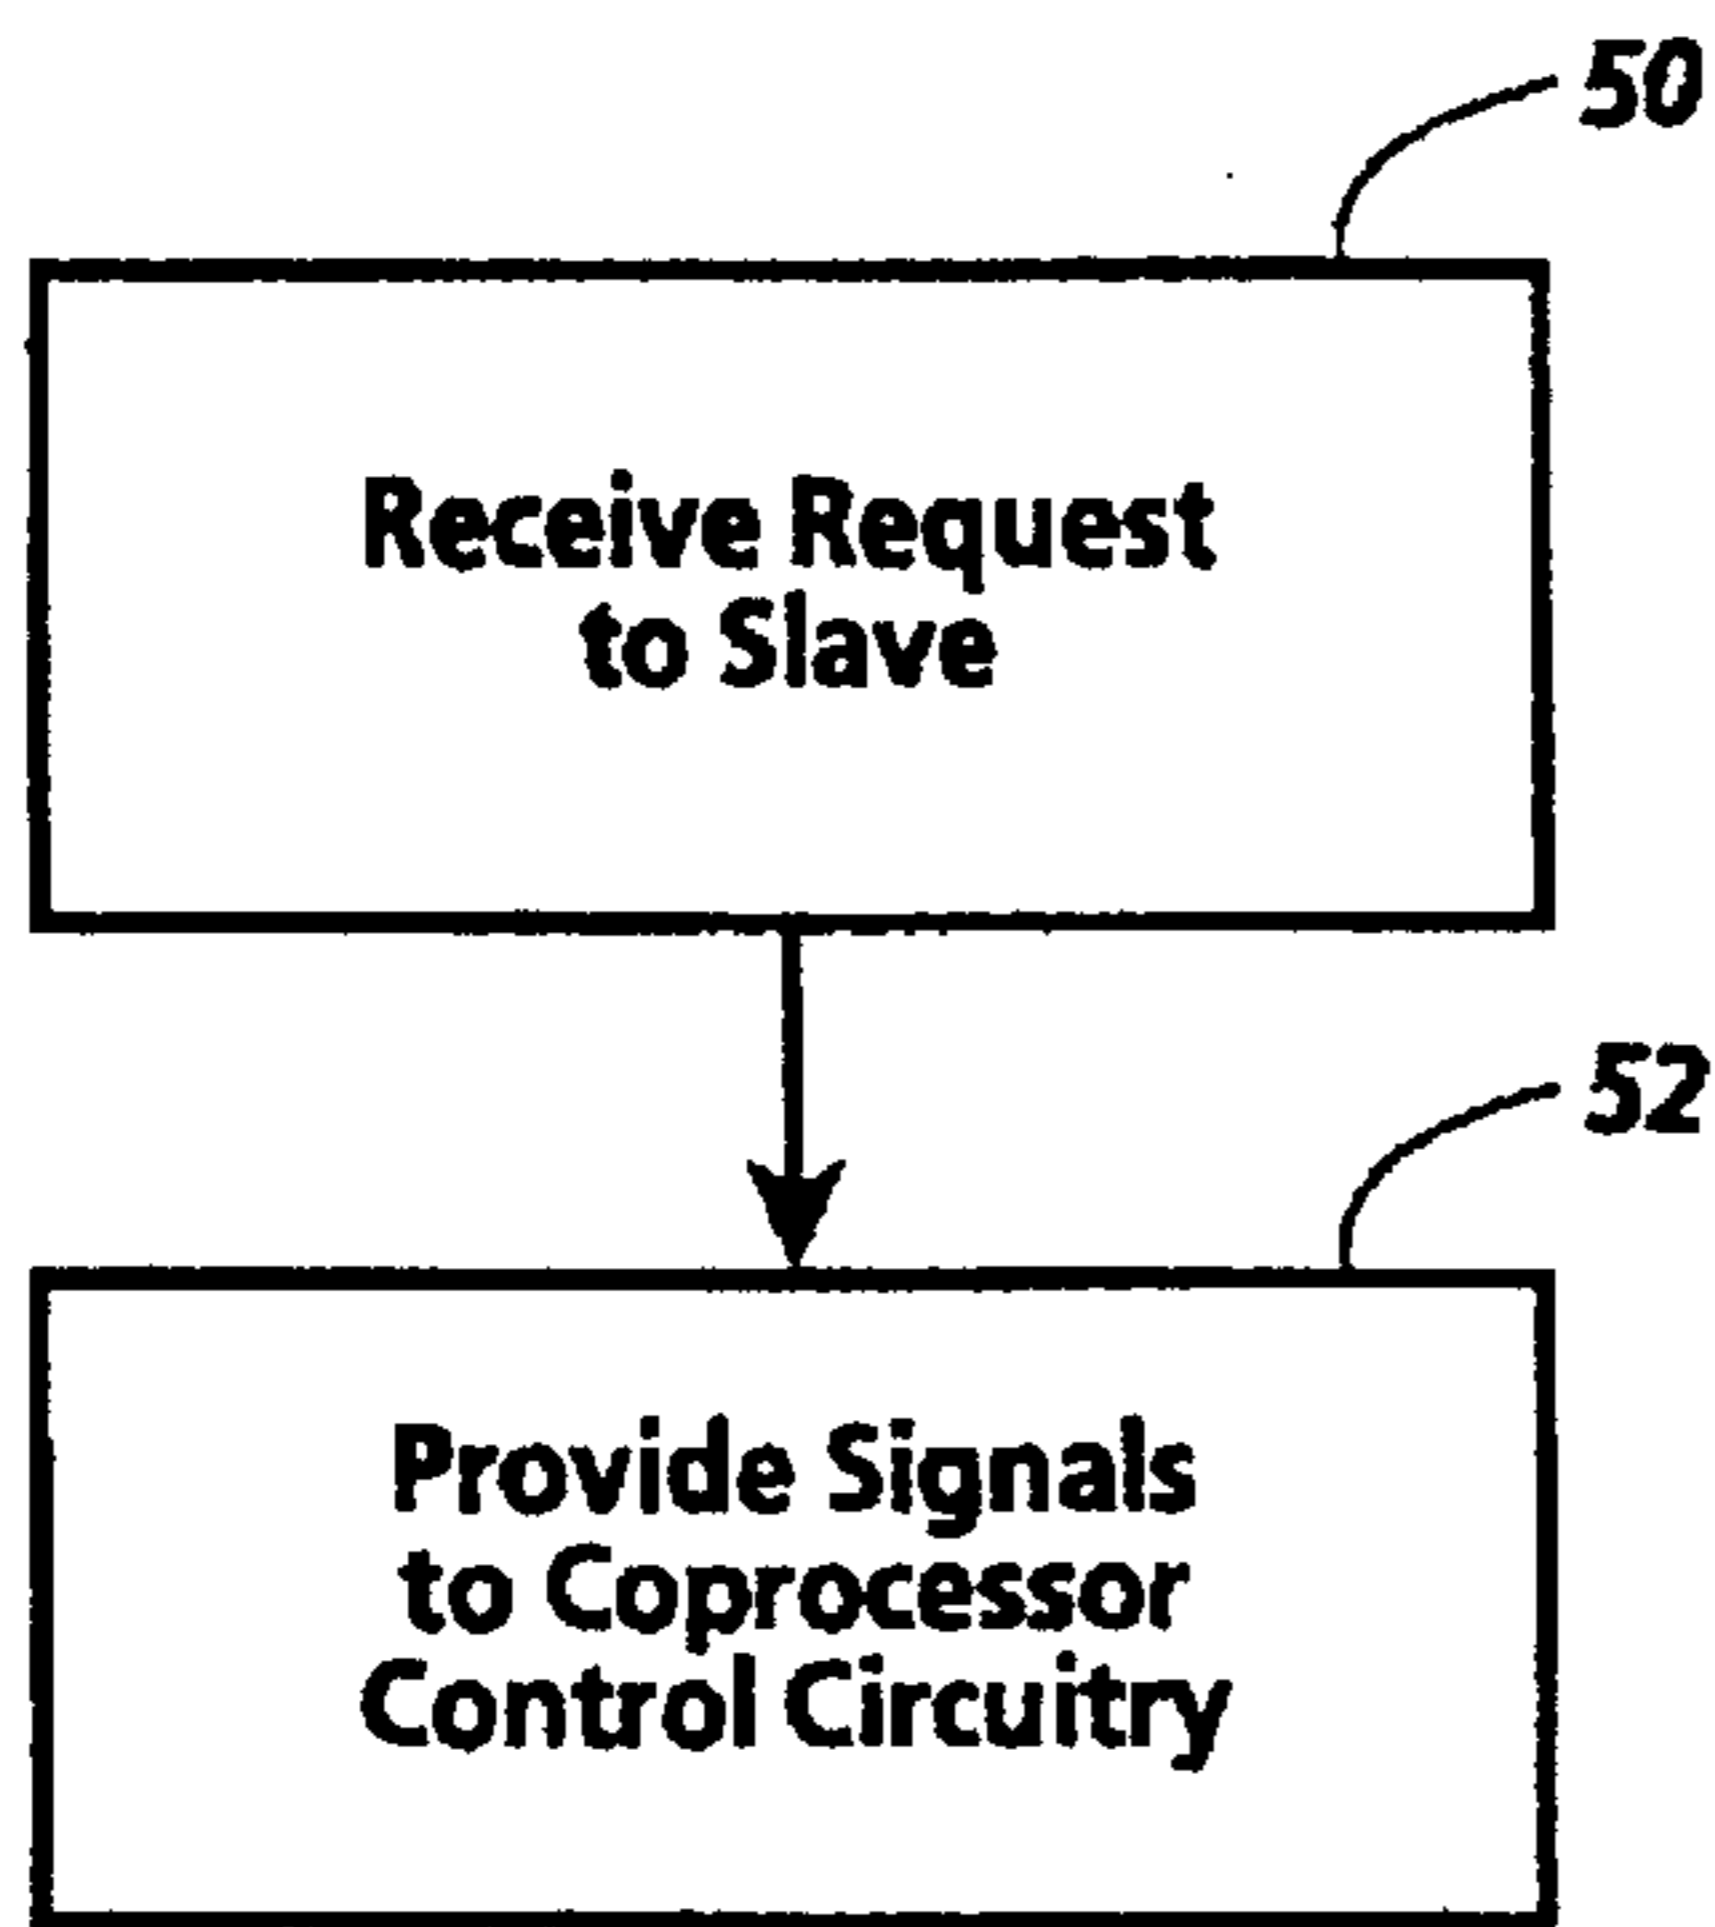 50
Receive Request
to Slave
52
Provide Signals
to Coprocessor
Control Circuitry